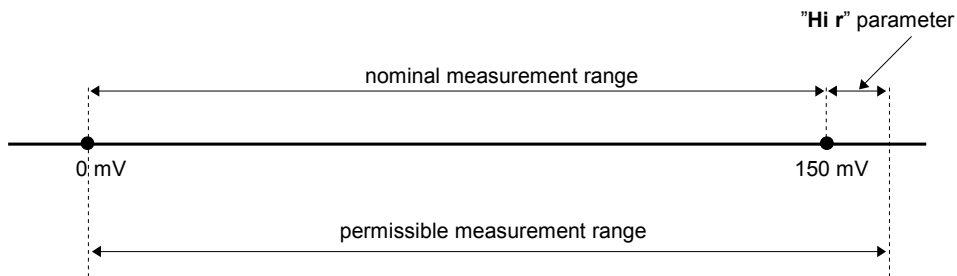 ”Hi r” parameter
nominal measurement range
0 mV
150 mV
permissible measurement range